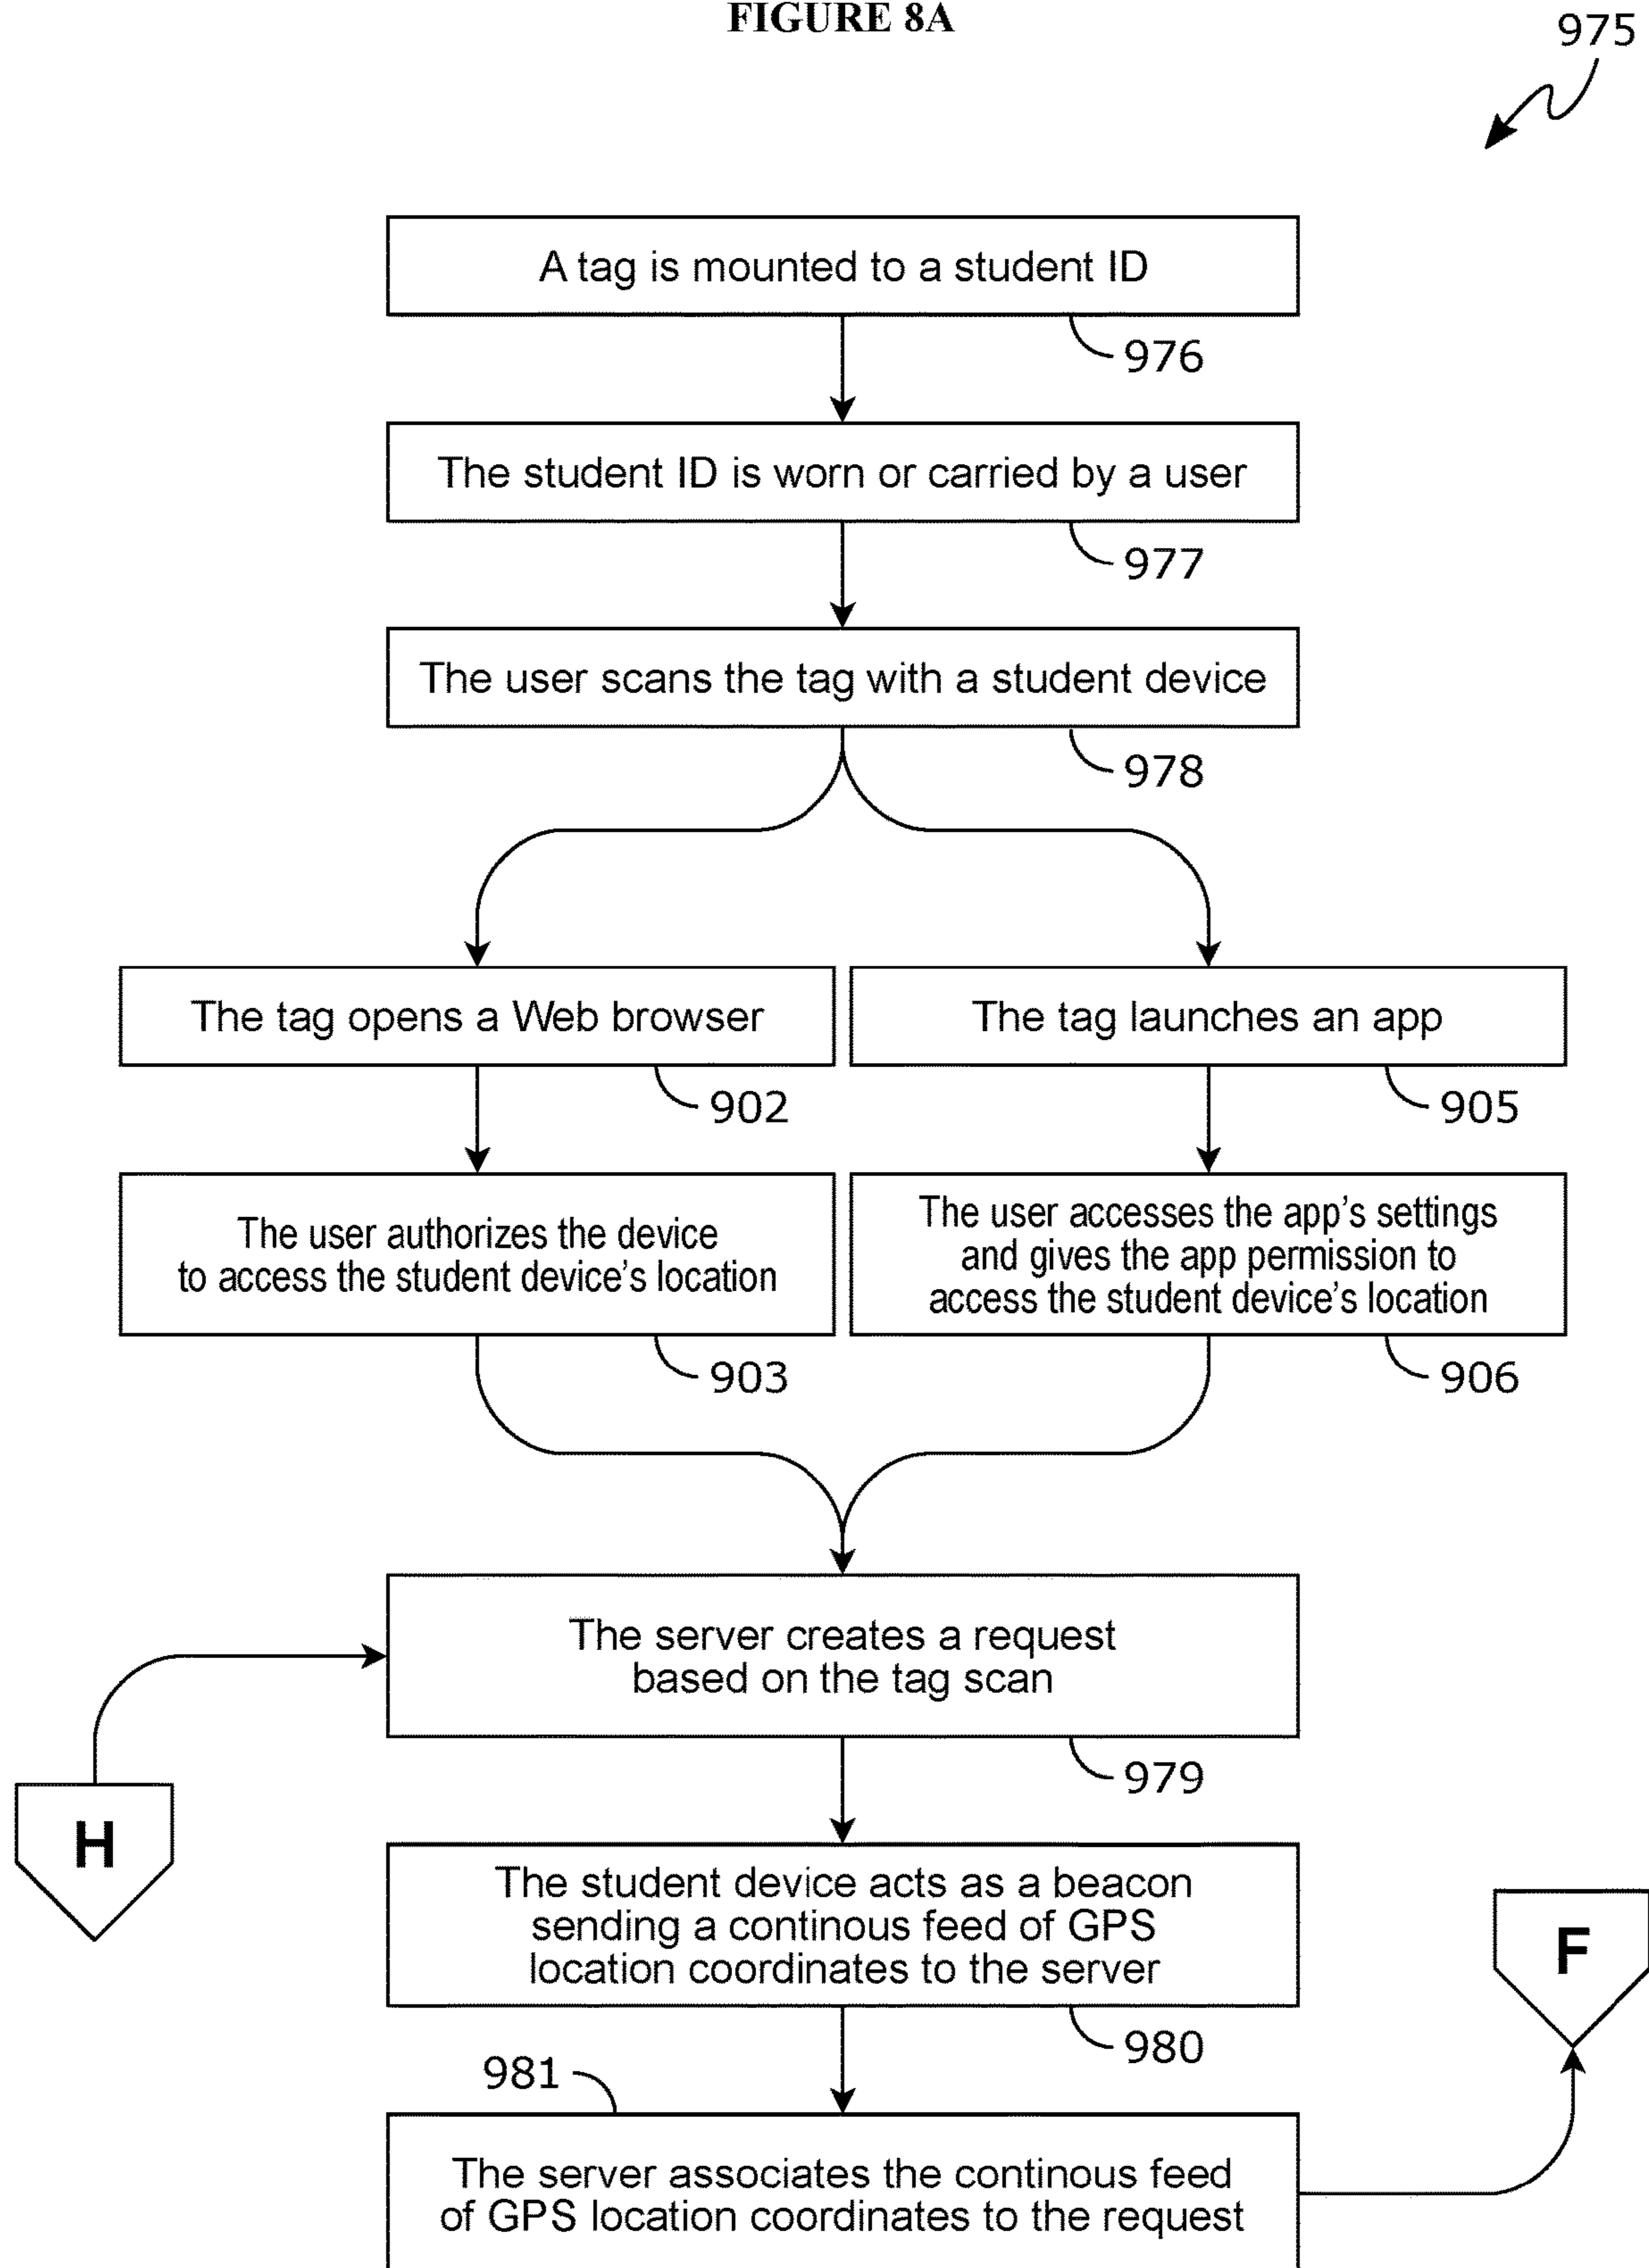 FIGURE 8A
975
A tag is mounted to a student ID
976
The student ID is worn or carried by a user
977
The user scans the tag with a student device
978
The tag opens a Web browser
902
The tag launches an app
905
The user authorizes the device
to access the student device's location
903
The user accesses the app's settings
and gives the app permission to
access the student device's location
906
The server creates a request
based on the tag scan
979
H
The student device acts as a beacon
sending a continous feed of GPS
location coordinates to the server
980
F
981
The server associates the continous feed
of GPS location coordinates to the request